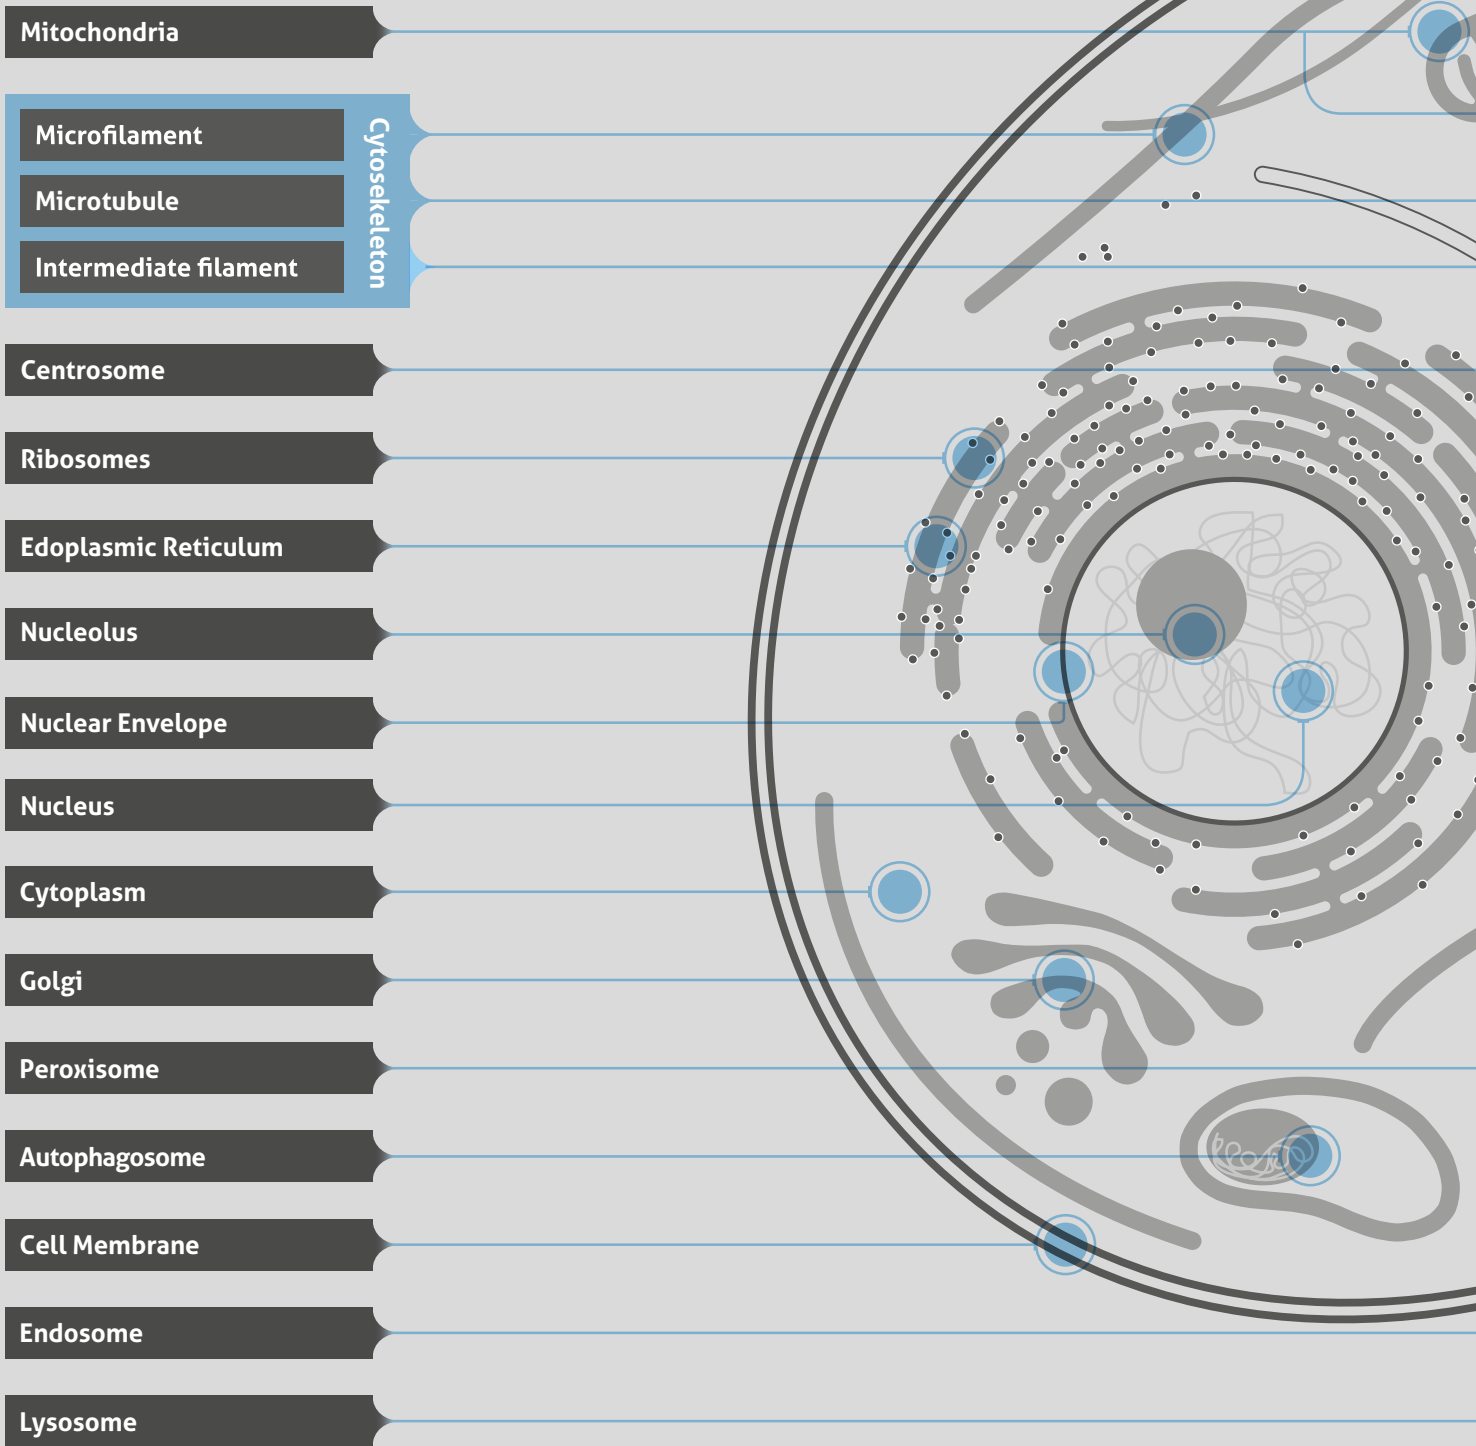 Mitochondria
Microfilament
Microtubule
Intermediate filament
Cytosekeleton
Centrosome
Ribosomes
Edoplasmic Reticulum
Nucleolus
Nuclear Envelope
Nucleus
Cytoplasm
Golgi
Peroxisome
Autophagosome
Cell Membrane
Endosome
Lysosome